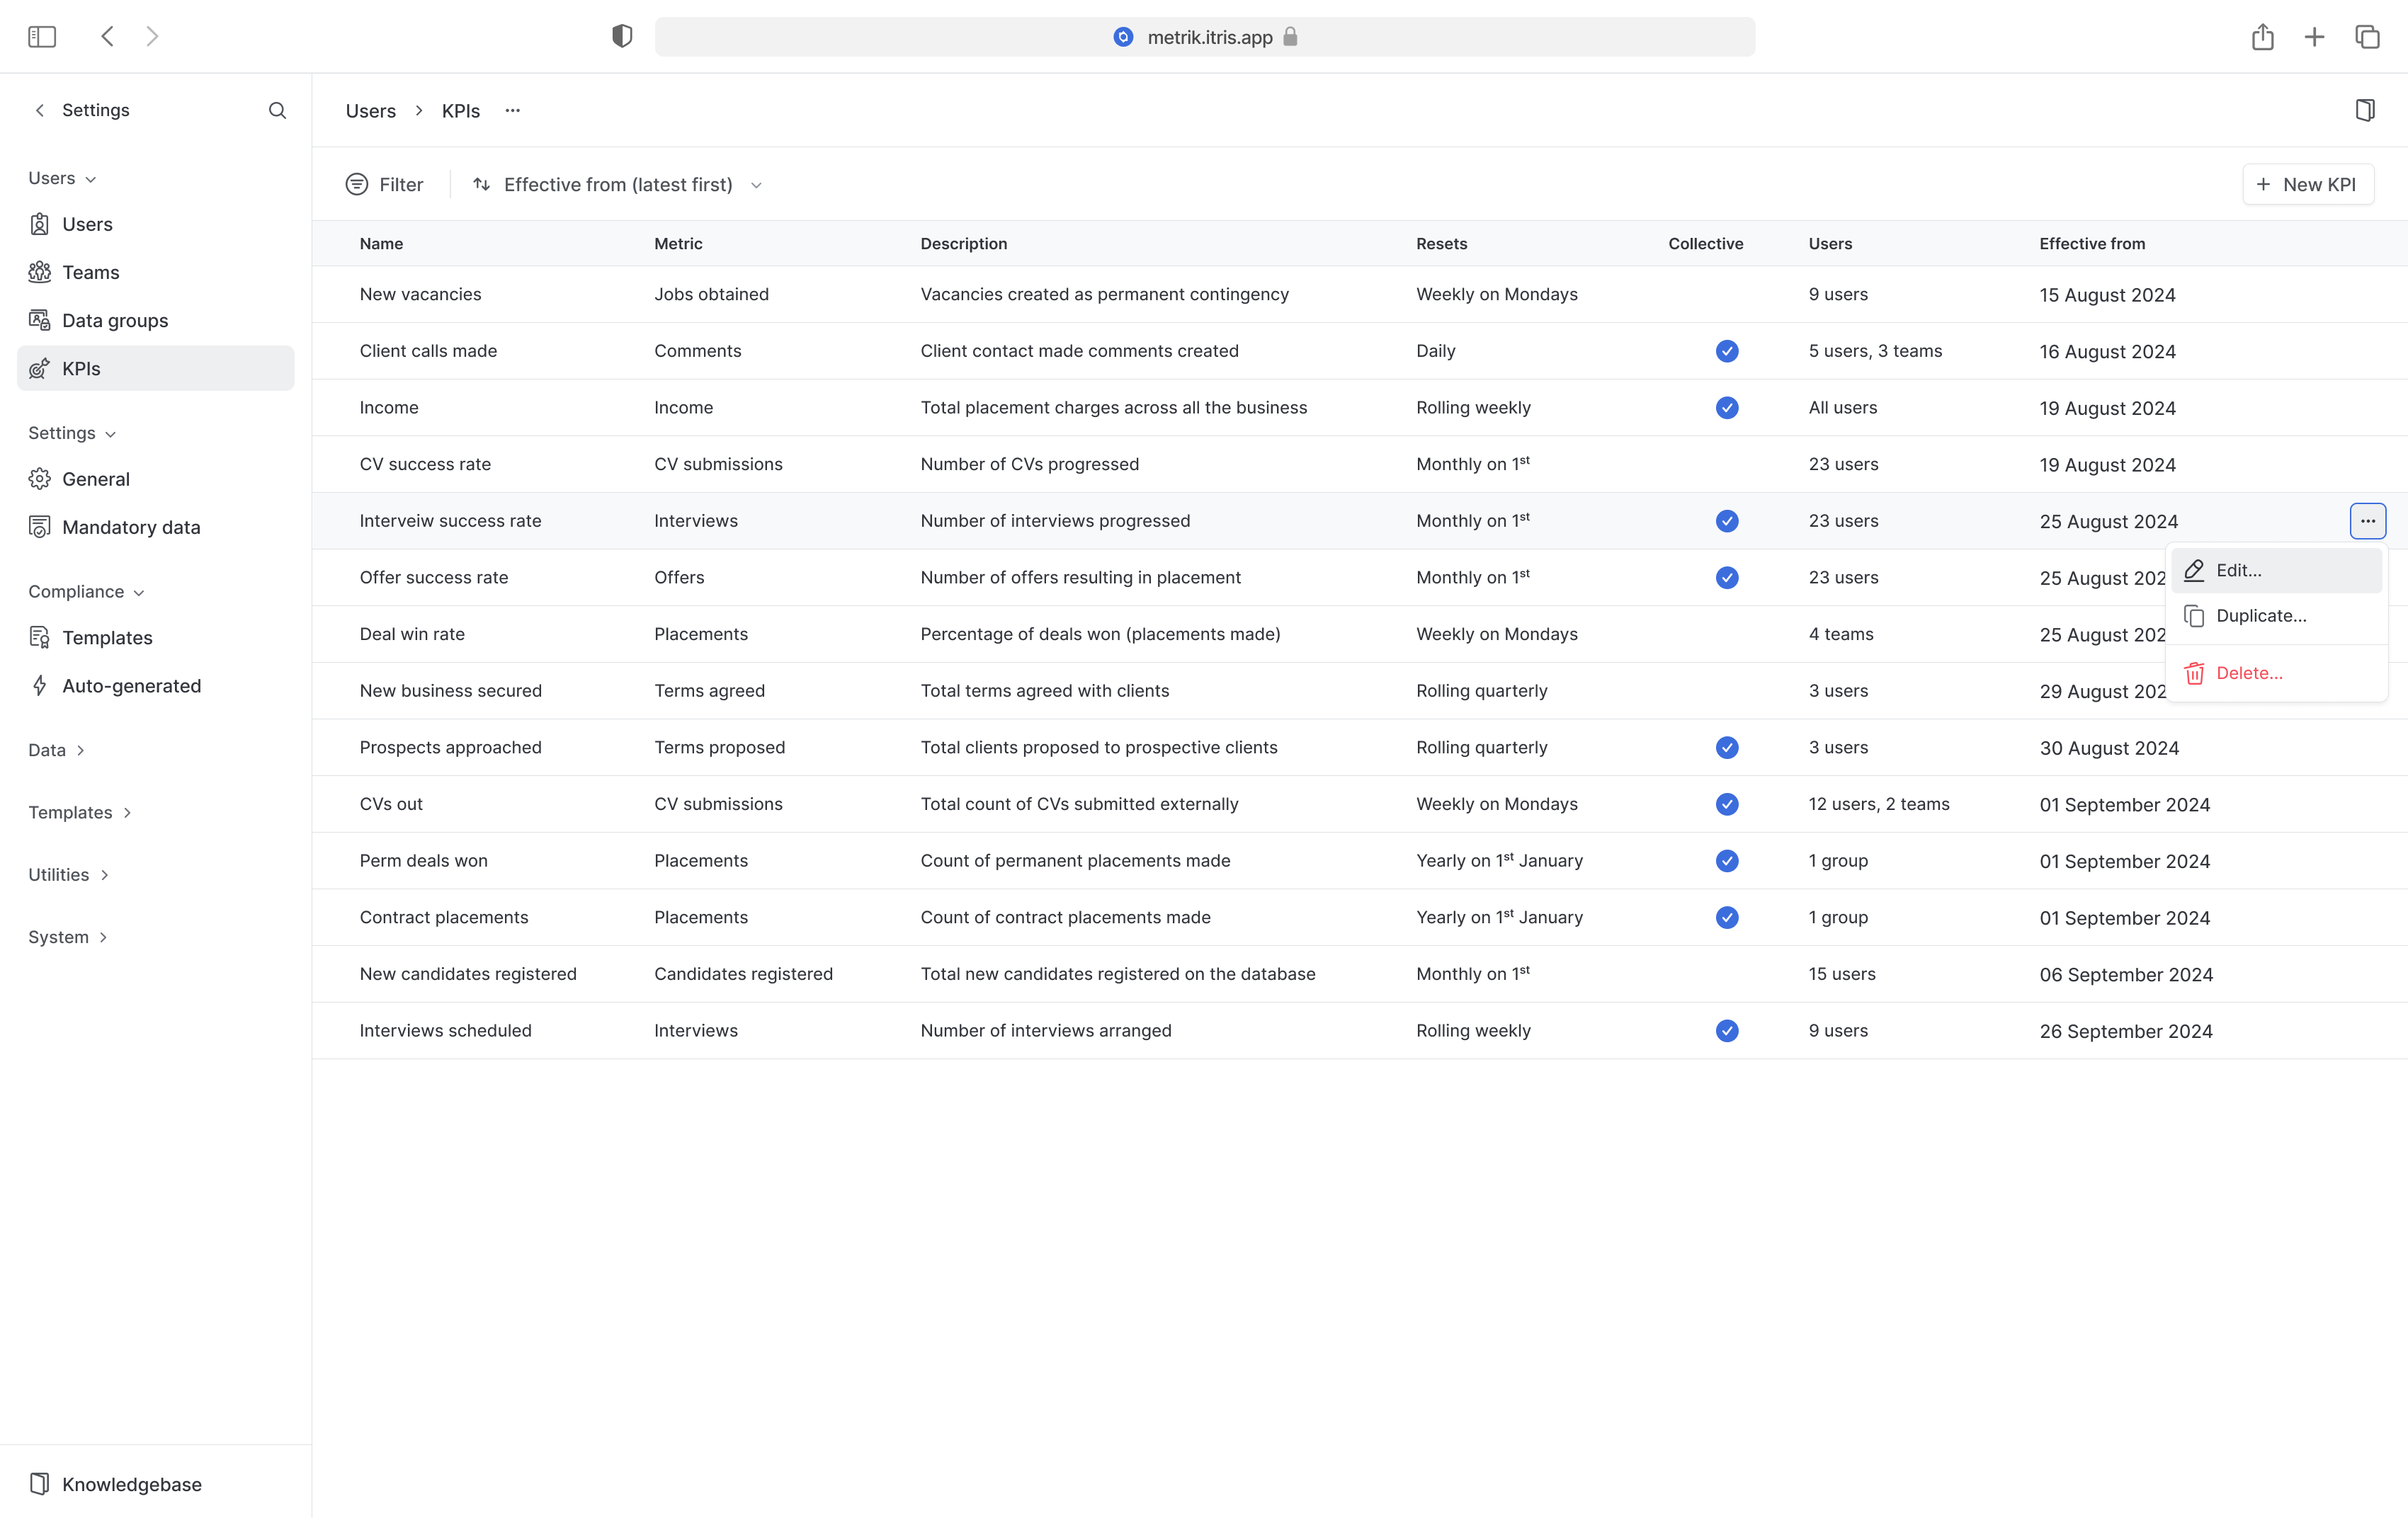 metrik.itris.app
Settings
Users > KPIs ...
Users
Users
Teams
Data groups
KPIs
Settings
General
Mandatory data
Compliance
Templates
Auto-generated
Data
Templates
Utilities
System
Knowledgebase
Filter Effective from (latest first) + New KPI
Name Metric Description Resets Collective Users Effective from
New vacancies Jobs obtained Vacancies created as permanent contingency Weekly on Mondays 9 users 15 August 2024
Client calls made Comments Client contact made comments created Daily 5 users, 3 teams 16 August 2024
Income Income Total placement charges across all the business Rolling weekly All users 19 August 2024
CV success rate CV submissions Number of CVs progressed Monthly on 1st 23 users 19 August 2024
Interveiw success rate Interviews Number of interviews progressed Monthly on 1st 23 users 25 August 2024 ...
Offer success rate Offers Number of offers resulting in placement Monthly on 1st 23 users 25 August 202
Deal win rate Placements Percentage of deals won (placements made) Weekly on Mondays 4 teams 25 August 202
New business secured Terms agreed Total terms agreed with clients Rolling quarterly 3 users 29 August 202
Prospects approached Terms proposed Total clients proposed to prospective clients Rolling quarterly 3 users 30 August 2024
CVs out CV submissions Total count of CVs submitted externally Weekly on Mondays 12 users, 2 teams 01 September 2024
Perm deals won Placements Count of permanent placements made Yearly on 1st January 1 group 01 September 2024
Contract placements Placements Count of contract placements made Yearly on 1st January 1 group 01 September 2024
New candidates registered Candidates registered Total new candidates registered on the database Monthly on 1st 15 users 06 September 2024
Interviews scheduled Interviews Number of interviews arranged Rolling weekly 9 users 26 September 2024
Edit...
Duplicate...
Delete...